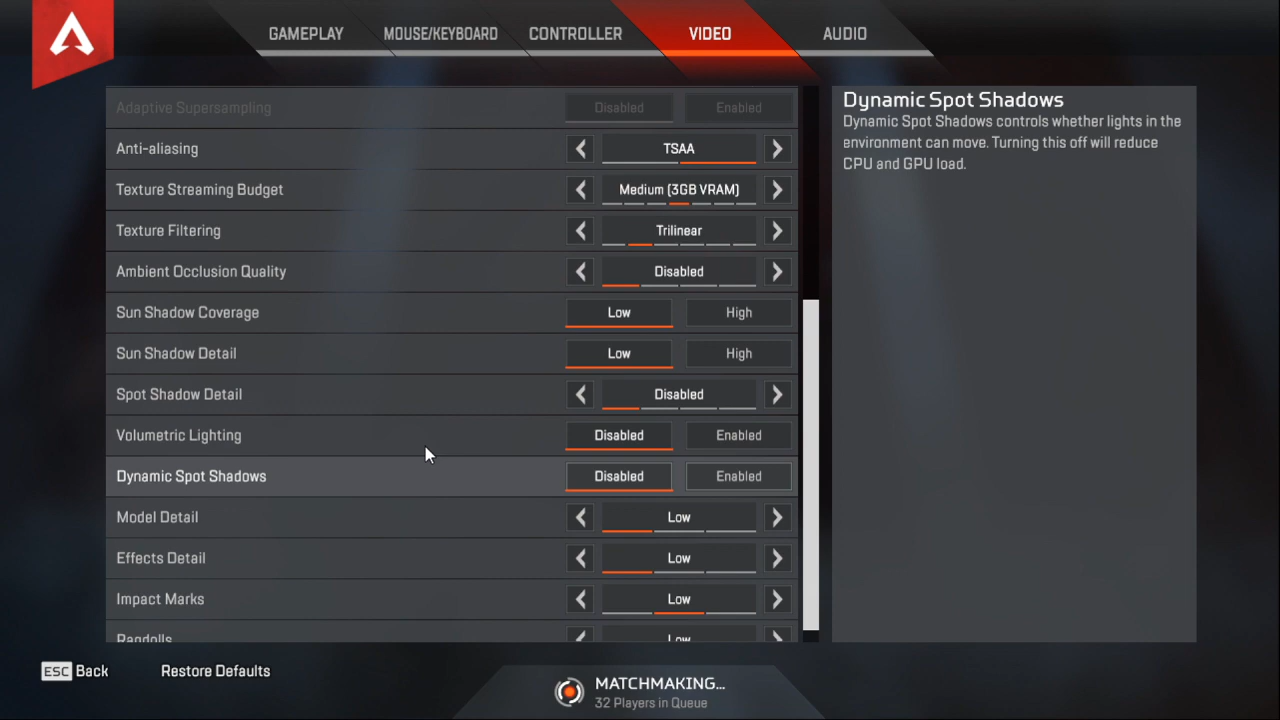 GAMEPLAY MOUSE/KEYBOARD CONTROLLER VIDEO AUDIO
Adaptive Supersampling Disabled Enabled
Anti-aliasing TSAA
Texture Streaming Budget Medium (3GB VRAM)
Texture Filtering Trilinear
Ambient Occlusion Quality Disabled
Sun Shadow Coverage Low High
Sun Shadow Detail Low High
Spot Shadow Detail Disabled
Volumetric Lighting Disabled Enabled
Dynamic Spot Shadows Disabled Enabled
Model Detail Low
Effects Detail Low
Impact Marks Low
Ragdolls Low
Dynamic Spot Shadows
Dynamic Spot Shadows controls whether lights in the
environment can move. Turning this off will reduce
CPU and GPU load.
ESC Back Restore Defaults
MATCHMAKING...
32 Players in Queue